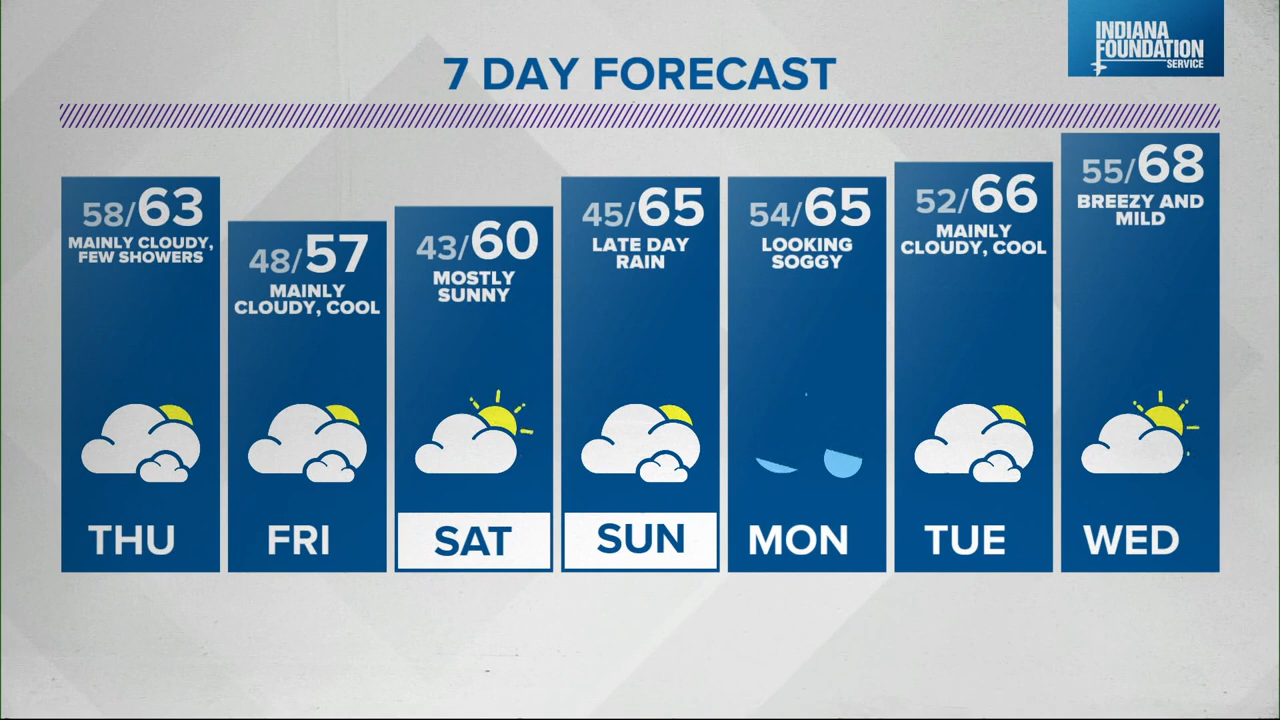 INDIANA
FOUNDATION
SERVICE
7 DAY FORECAST
58/63
MAINLY CLOUDY,
FEW SHOWERS
THU
48/57
MAINLY
CLOUDY, COOL
FRI
43/60
MOSTLY
SUNNY
SAT
45/65
LATE DAY
RAIN
SUN
54/65
LOOKING
SOGGY
MON
52/66
MAINLY
CLOUDY, COOL
TUE
55/68
BREEZY AND
MILD
WED